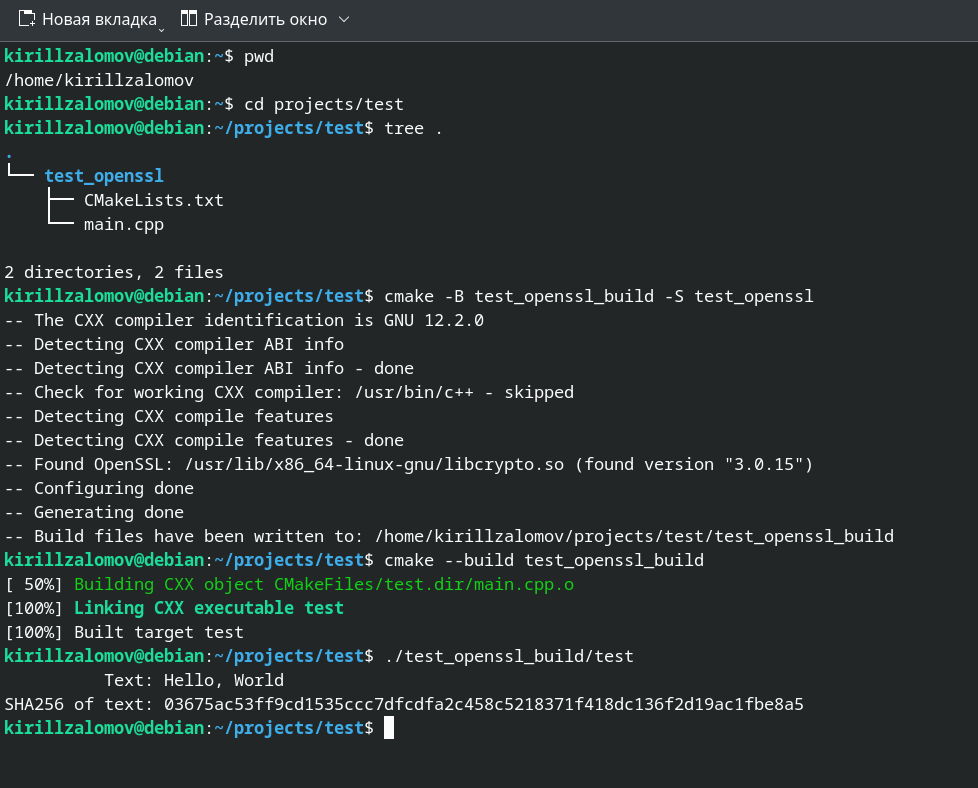 Новая вкладка Разделить окно
kirillzalomov@debian:~$ pwd
/home/kirillzalomov
kirillzalomov@debian:~$ cd projects/test
kirillzalomov@debian:~/projects/test$ tree .
.
└── test_openssl
    ├── CMakeLists.txt
    └── main.cpp

2 directories, 2 files
kirillzalomov@debian:~/projects/test$ cmake -B test_openssl_build -S test_openssl
-- The CXX compiler identification is GNU 12.2.0
-- Detecting CXX compiler ABI info
-- Detecting CXX compiler ABI info - done
-- Check for working CXX compiler: /usr/bin/c++ - skipped
-- Detecting CXX compile features
-- Detecting CXX compile features - done
-- Found OpenSSL: /usr/lib/x86_64-linux-gnu/libcrypto.so (found version "3.0.15")
-- Configuring done
-- Generating done
-- Build files have been written to: /home/kirillzalomov/projects/test/test_openssl_build
kirillzalomov@debian:~/projects/test$ cmake --build test_openssl_build
[ 50%] Building CXX object CMakeFiles/test.dir/main.cpp.o
[100%] Linking CXX executable test
[100%] Built target test
kirillzalomov@debian:~/projects/test$ ./test_openssl_build/test
          Text: Hello, World
SHA256 of text: 03675ac53ff9cd1535ccc7dfcdfa2c458c5218371f418dc136f2d19ac1fbe8a5
kirillzalomov@debian:~/projects/test$